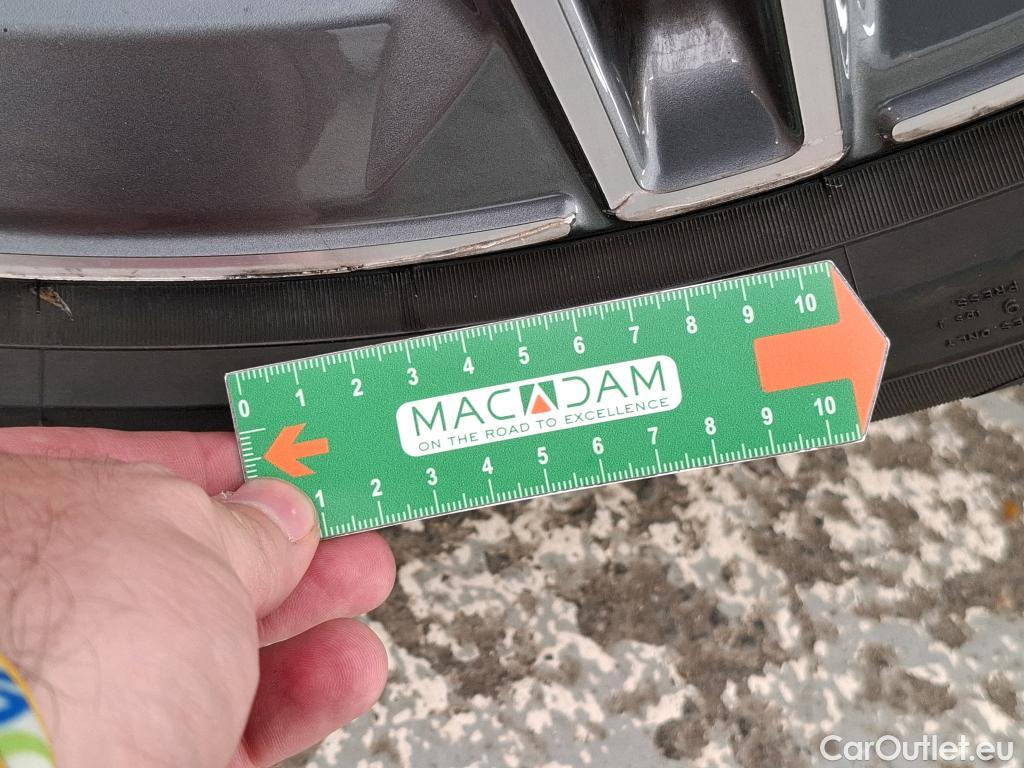 0 1 2 3 4 5 6 7 8 9 10
MACADAM
ON THE ROAD TO EXCELLENCE
1 2 3 4 5 6 7 8 9 10
PRESS.
CarOutlet.eu